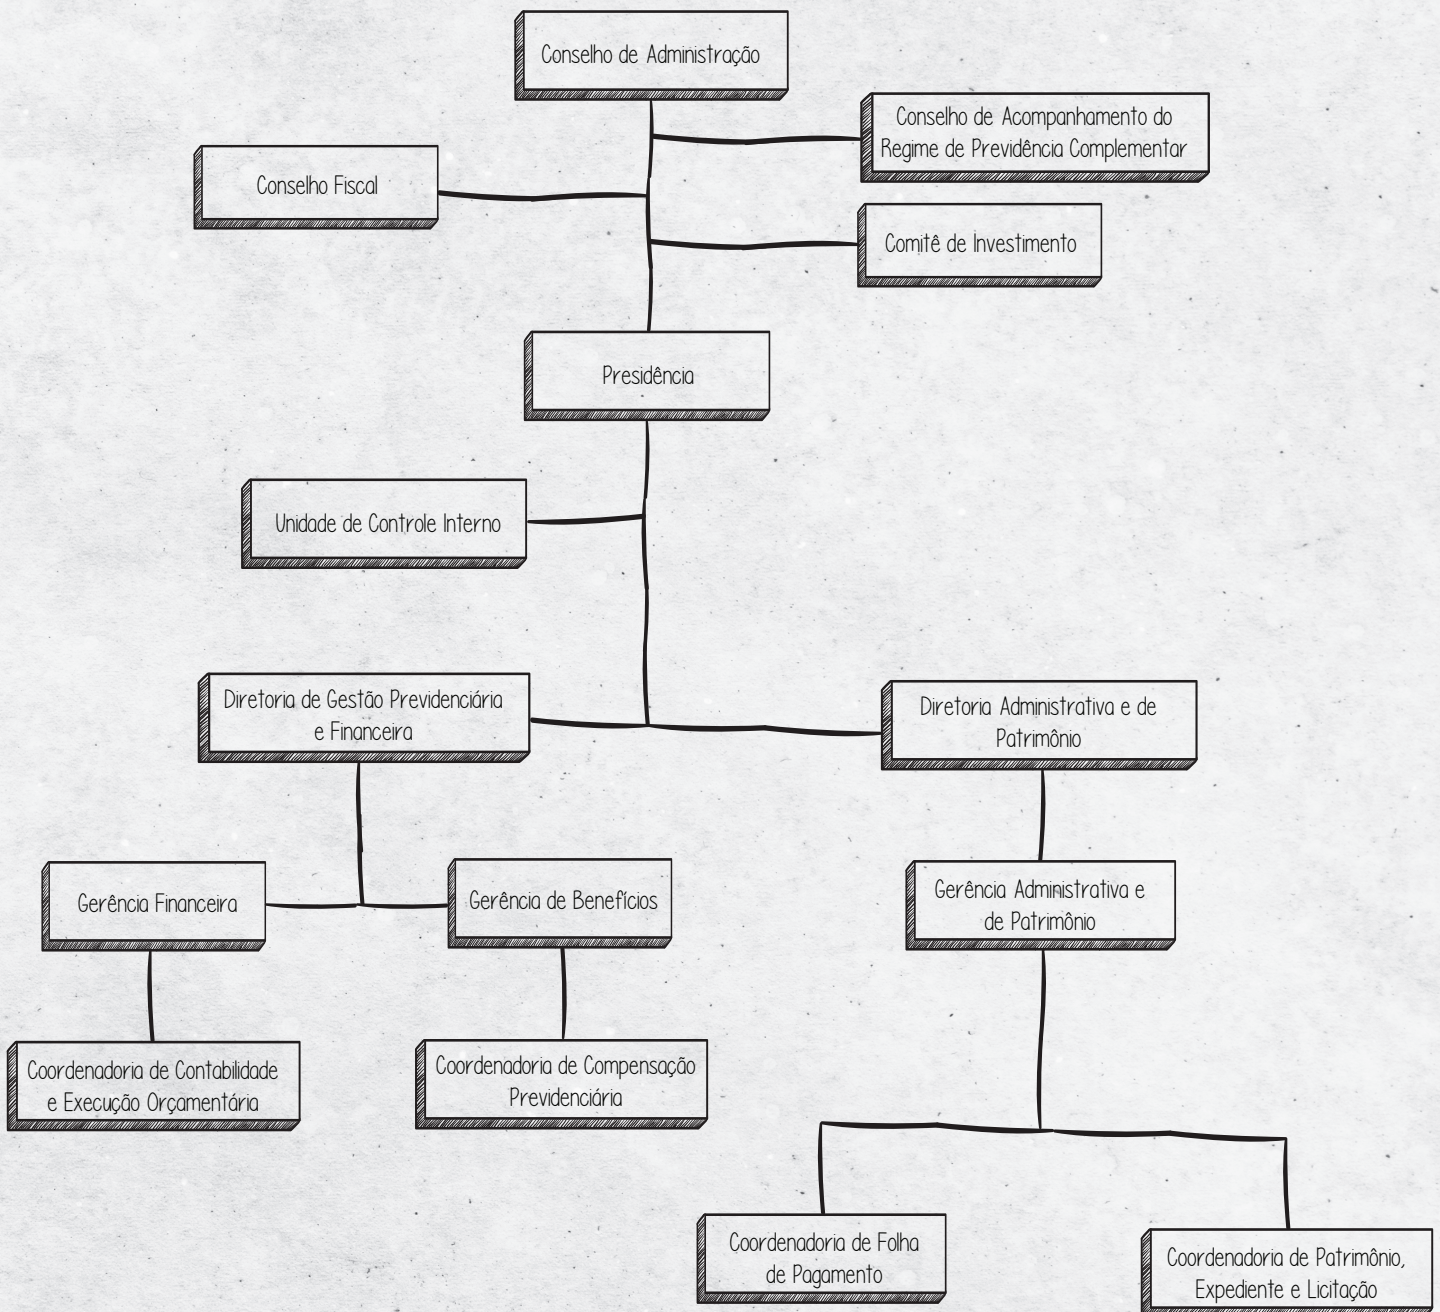 Conselho de Administração
Conselho de Acompanhamento do
Regime de Previdência Complementar
Conselho Fiscal
Comitê de Investimento
Presidência
Unidade de Controle Interno
Diretoria de Gestão Previdenciária
e Financeira
Diretoria Administrativa e de
Patrimônio
Gerência Financeira
Gerência de Benefícios
Gerência Administrativa e
de Patrimônio
Coordenadoria de Contabilidade
e Execução Orçamentária
Coordenadoria de Compensação
Previdenciária
Coordenadoria de Folha
de Pagamento
Coordenadoria de Patrimônio,
Expediente e Licitação